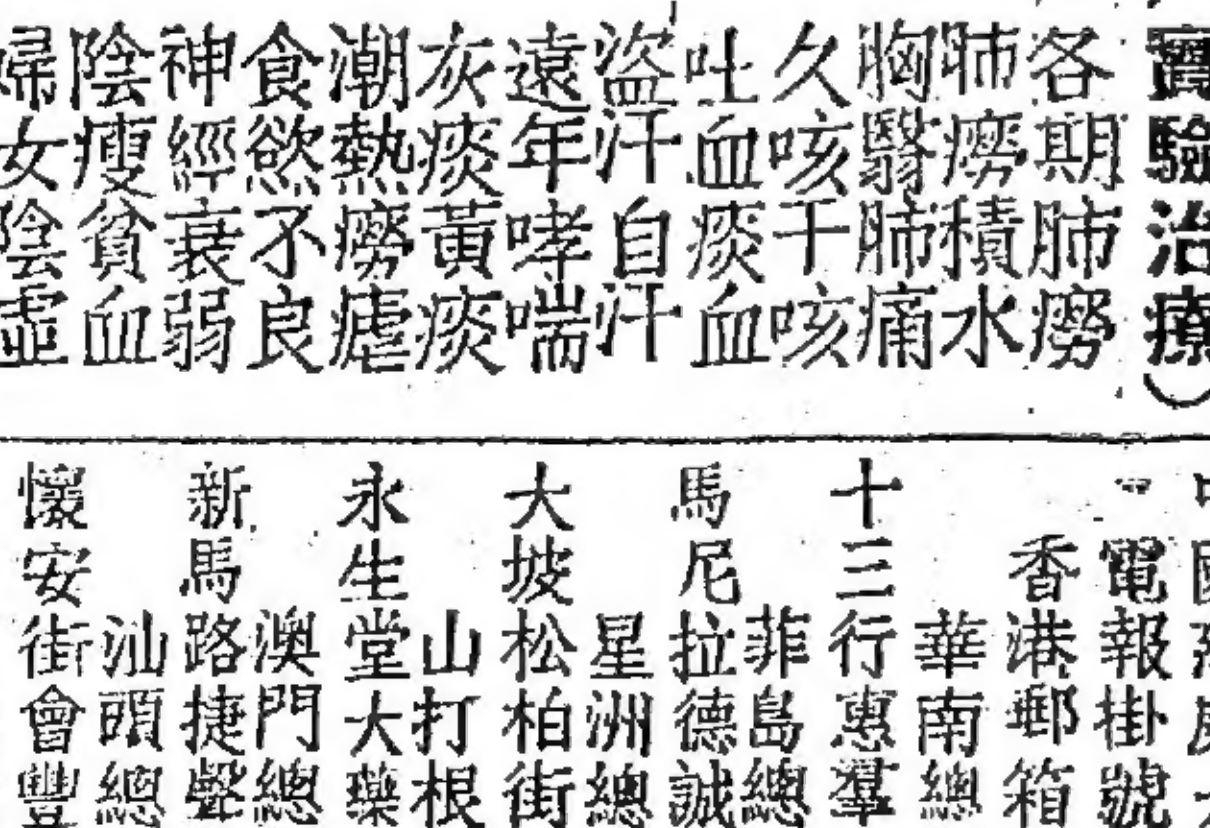 寶驗治療）
各期肺癆
肺癆積水
胸翳肺痛
久咳干咳
吐血痰血
盜汗自汗
遠年哮喘
灰痰黃痰
潮熱癆瘧
食慾不良
神經衰弱
陰瘦貧血
婦女陰虛
電報掛號
香港郵箱
華南總
十三行惠羣
菲島總
馬尼拉德誠
星洲總
大坡松柏街
山打根
永生堂大藥
澳門總
新馬路捷聲
汕頭總
懷安街會豐